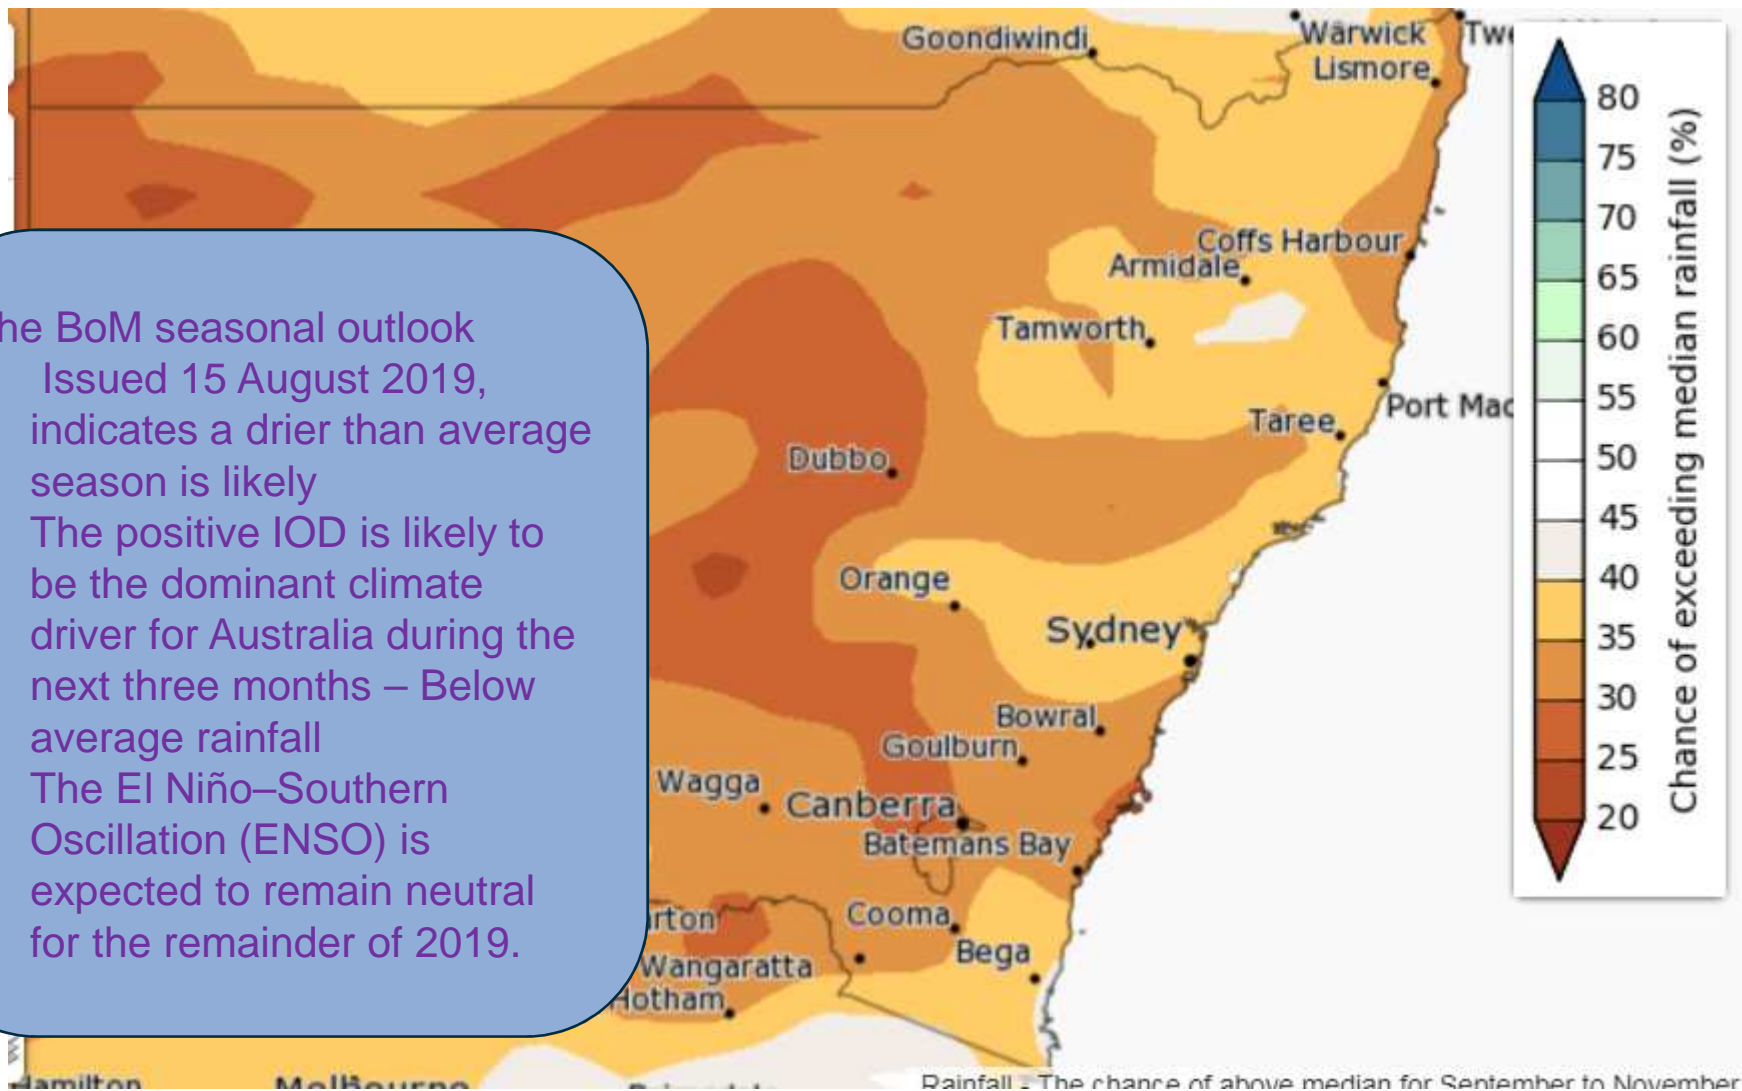 Goondiwindi
Warwick
Lismore
Coffs Harbour
Armidale
Tamworth
Taree
Dubbo
Orange
Sydney
Bowral
Goulburn
Wagga
Canberra
Batemans Bay
Cooma
Bega
Wangaratta
Hotham
Port Mac
Twe
rton
Hamilton
Melbourne
he BoM seasonal outlook
Issued 15 August 2019,
indicates a drier than average
season is likely
The positive IOD is likely to
be the dominant climate
driver for Australia during the
next three months – Below
average rainfall
The El Niño–Southern
Oscillation (ENSO) is
expected to remain neutral
for the remainder of 2019.
80
75
70
65
60
55
50
45
40
35
30
25
20
Chance of exceeding median rainfall (%)
Rainfall - The chance of above median for September to November